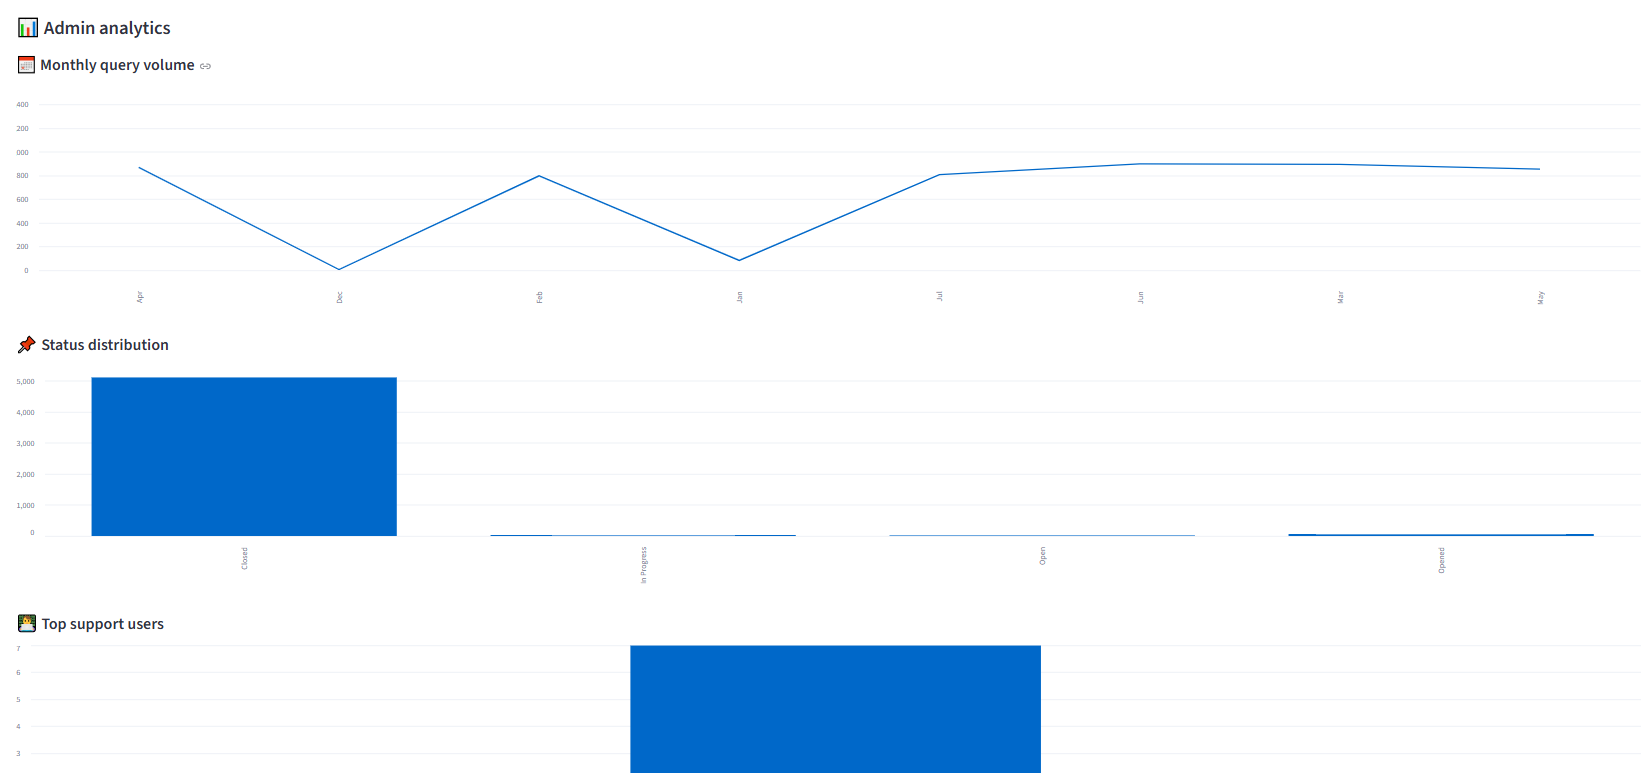 Admin analytics
Monthly query volume
400
200
000
800
600
400
200
0
Apr
Dec
Feb
Jan
Jul
Jun
Mar
May
Status distribution
5,000
4,000
3,000
2,000
1,000
0
Closed
In Progress
Open
Opened
Top support users
7
6
5
4
3